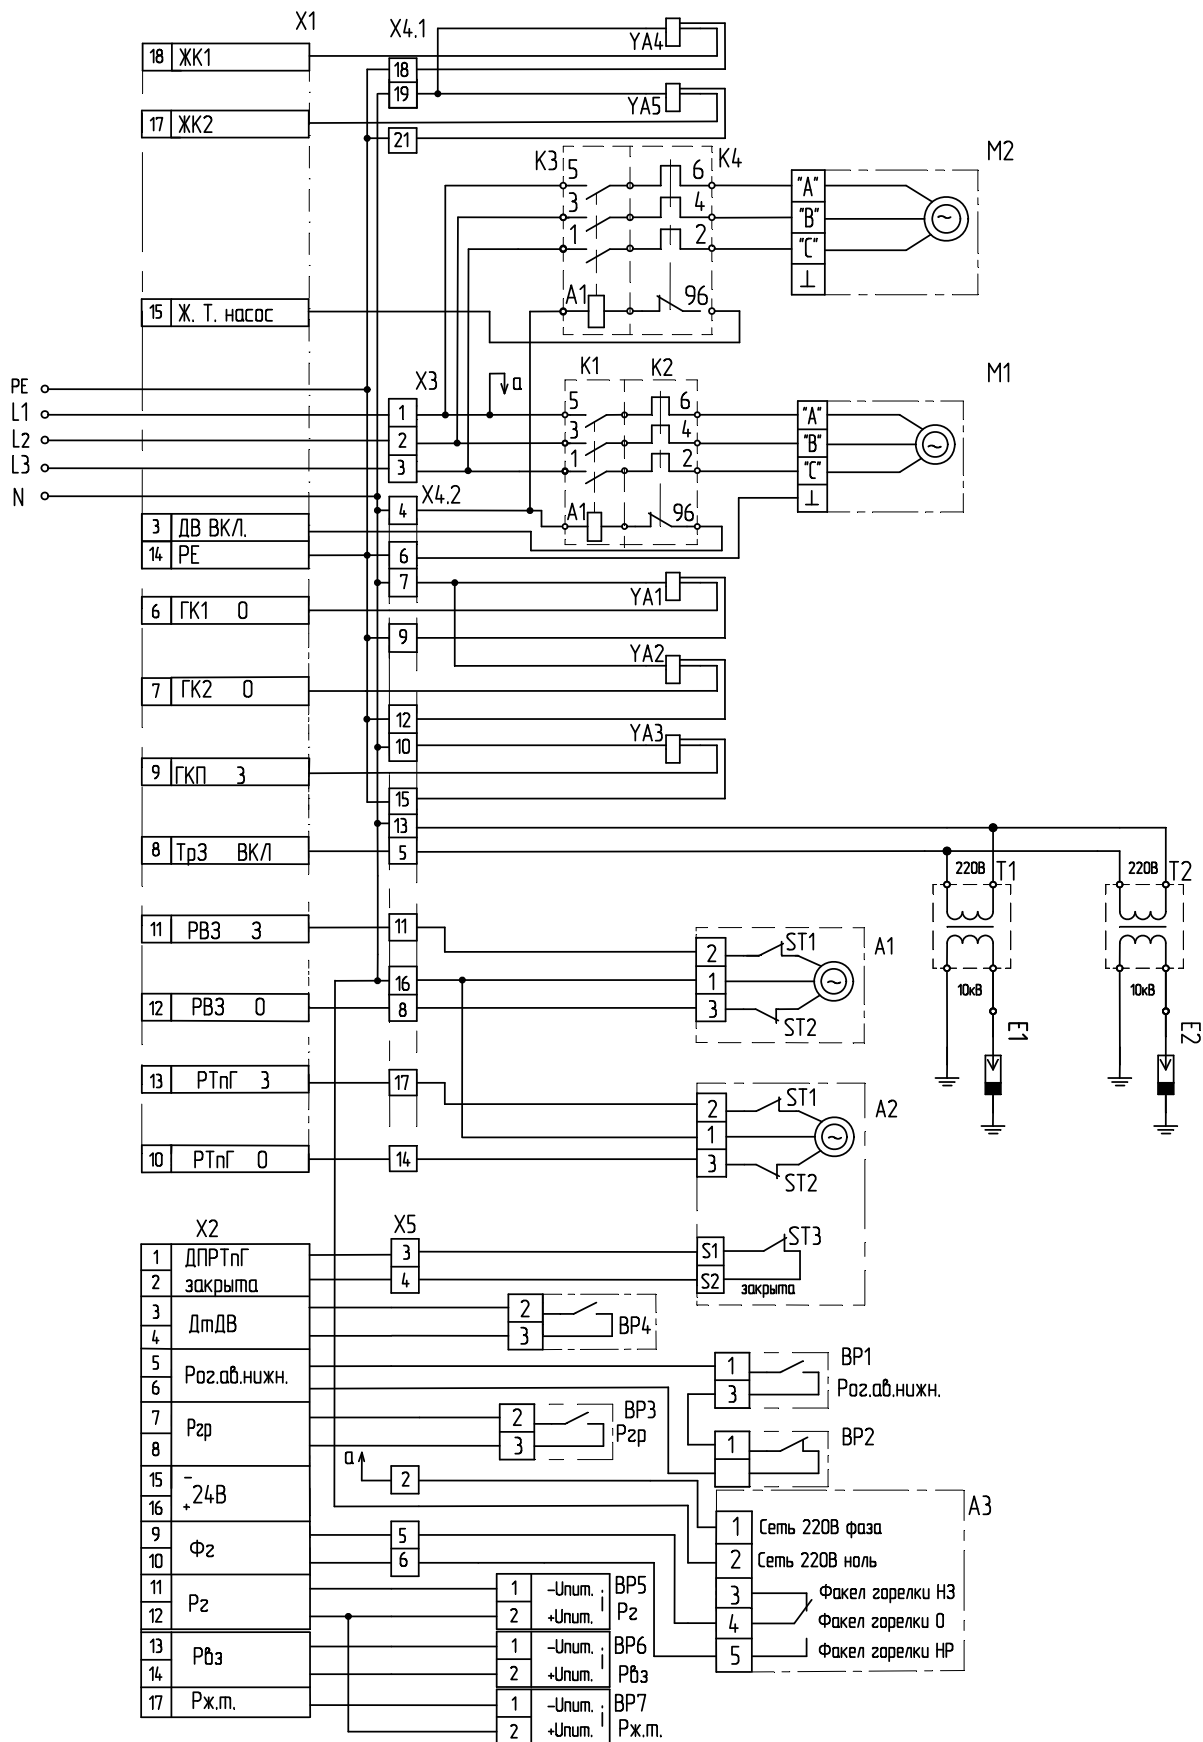 X1
X4.1
18 ЖК1
YA4
18
19
YA5
17 ЖК2
21
K3
K4
M2
5
6
"A"
3
4
"B"
1
2
"C"
⊥
A1
96
15 Ж. Т. насос
PE
L1
L2
L3
N
X3
a
K1
K2
M1
1
5
6
"A"
2
3
4
"B"
3
1
2
"C"
⊥
X4.2
4
A1
96
3 ДВ ВКЛ.
14 PE
6
7
YA1
6 ГК1 О
9
YA2
7 ГК2 О
12
10
YA3
9 ГКП З
15
13
8 ТрЗ ВКЛ
5
220В T1
220В T2
11 РВЗ З
11
2
ST1
A1
16
1
10кВ
10кВ
12 РВЗ О
8
3
ST2
E1
E2
13 РТпГ З
17
2
ST1
A2
1
10 РТпГ О
14
3
ST2
X2
X5
1 ДПРТпГ
2 закрыта
3
4
S1
ST3
S2
закрыта
3
4
ДтДВ
2
3
BP4
5
6
Рог.ав.нижн.
1
3
BP1
Рог.ав.нижн.
7
8
Ргр
2
3
BP3
Ргр
1
BP2
a
15 -
16 +
24В
2
A3
1 Сеть 220В фаза
2 Сеть 220В ноль
3 Факел горелки НЗ
4 Факел горелки О
5 Факел горелки НР
9
10
Фг
5
6
11
12
Рг
1 -Uпит.
2 +Uпит.
BP5
Рг
13
14
Рвз
1 -Uпит.
2 +Uпит.
BP6
Рвз
17 Рж.т.
1 -Uпит.
2 +Uпит.
BP7
Рж.т.